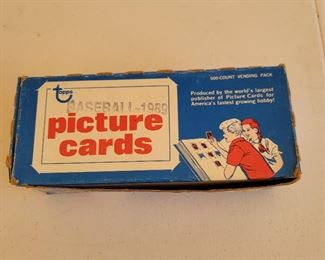 topps
BASEBALL-1989
picture
cards
500-COUNT VENDING PACK
Produced by the world's largest
publisher of Picture Cards for
America's fastest growing hobby!